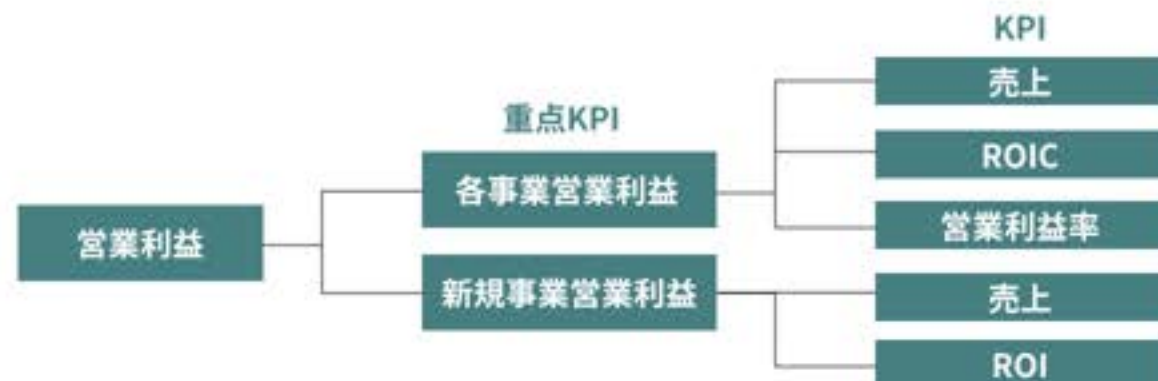 KPI
売上
重点KPI
ROIC
各事業営業利益
営業利益率
営業利益
新規事業営業利益
売上
ROI